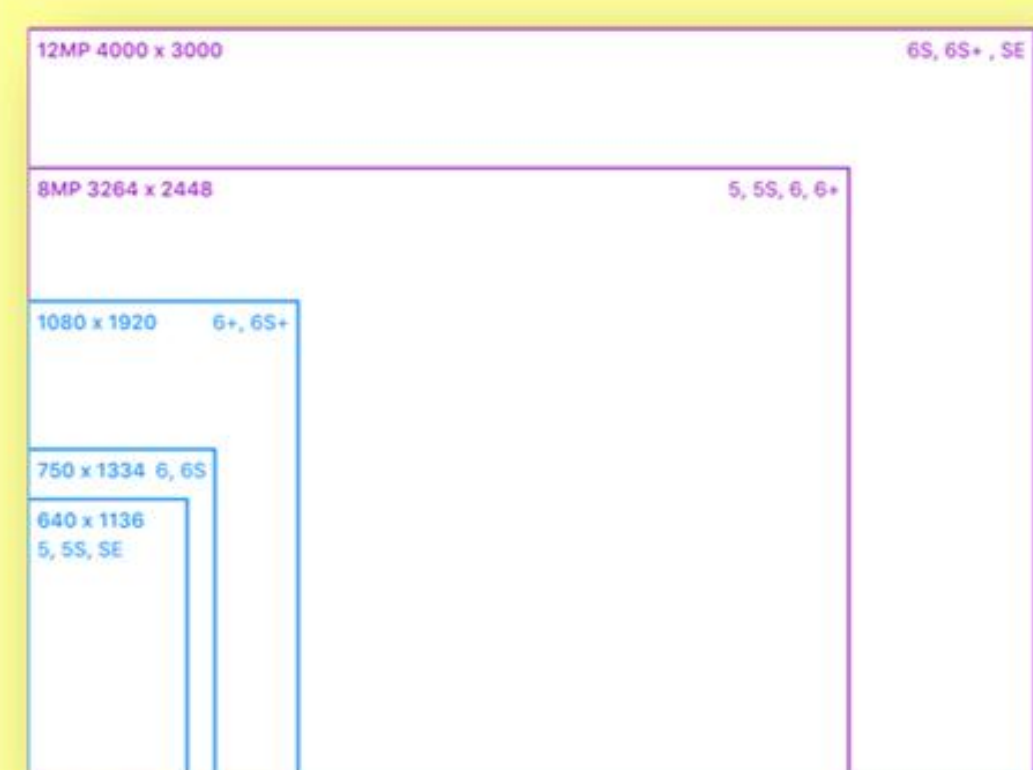 12MP 4000 x 3000 6S, 6S+ , SE
8MP 3264 x 2448 5, 5S, 6, 6+
1080 x 1920 6+, 6S+
750 x 1334 6, 6S
640 x 1136
5, 5S, SE